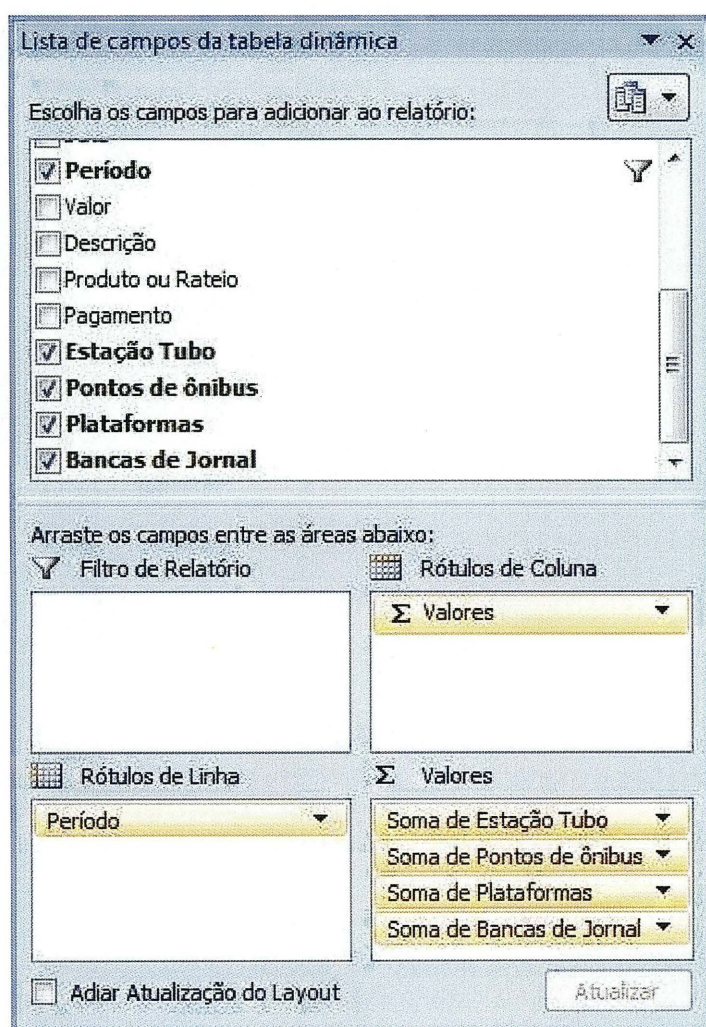 Lista de campos da tabela dinâmica
Escolha os campos para adicionar ao relatório:
Período
Valor
Descrição
Produto ou Rateio
Pagamento
Estação Tubo
Pontos de ônibus
Plataformas
Bancas de Jornal
Arraste os campos entre as áreas abaixo:
Filtro de Relatório
Rótulos de Coluna
Σ Valores
Rótulos de Linha
Σ Valores
Período
Soma de Estação Tubo
Soma de Pontos de ônibus
Soma de Plataformas
Soma de Bancas de Jornal
Adiar Atualização do Layout
Atualizar